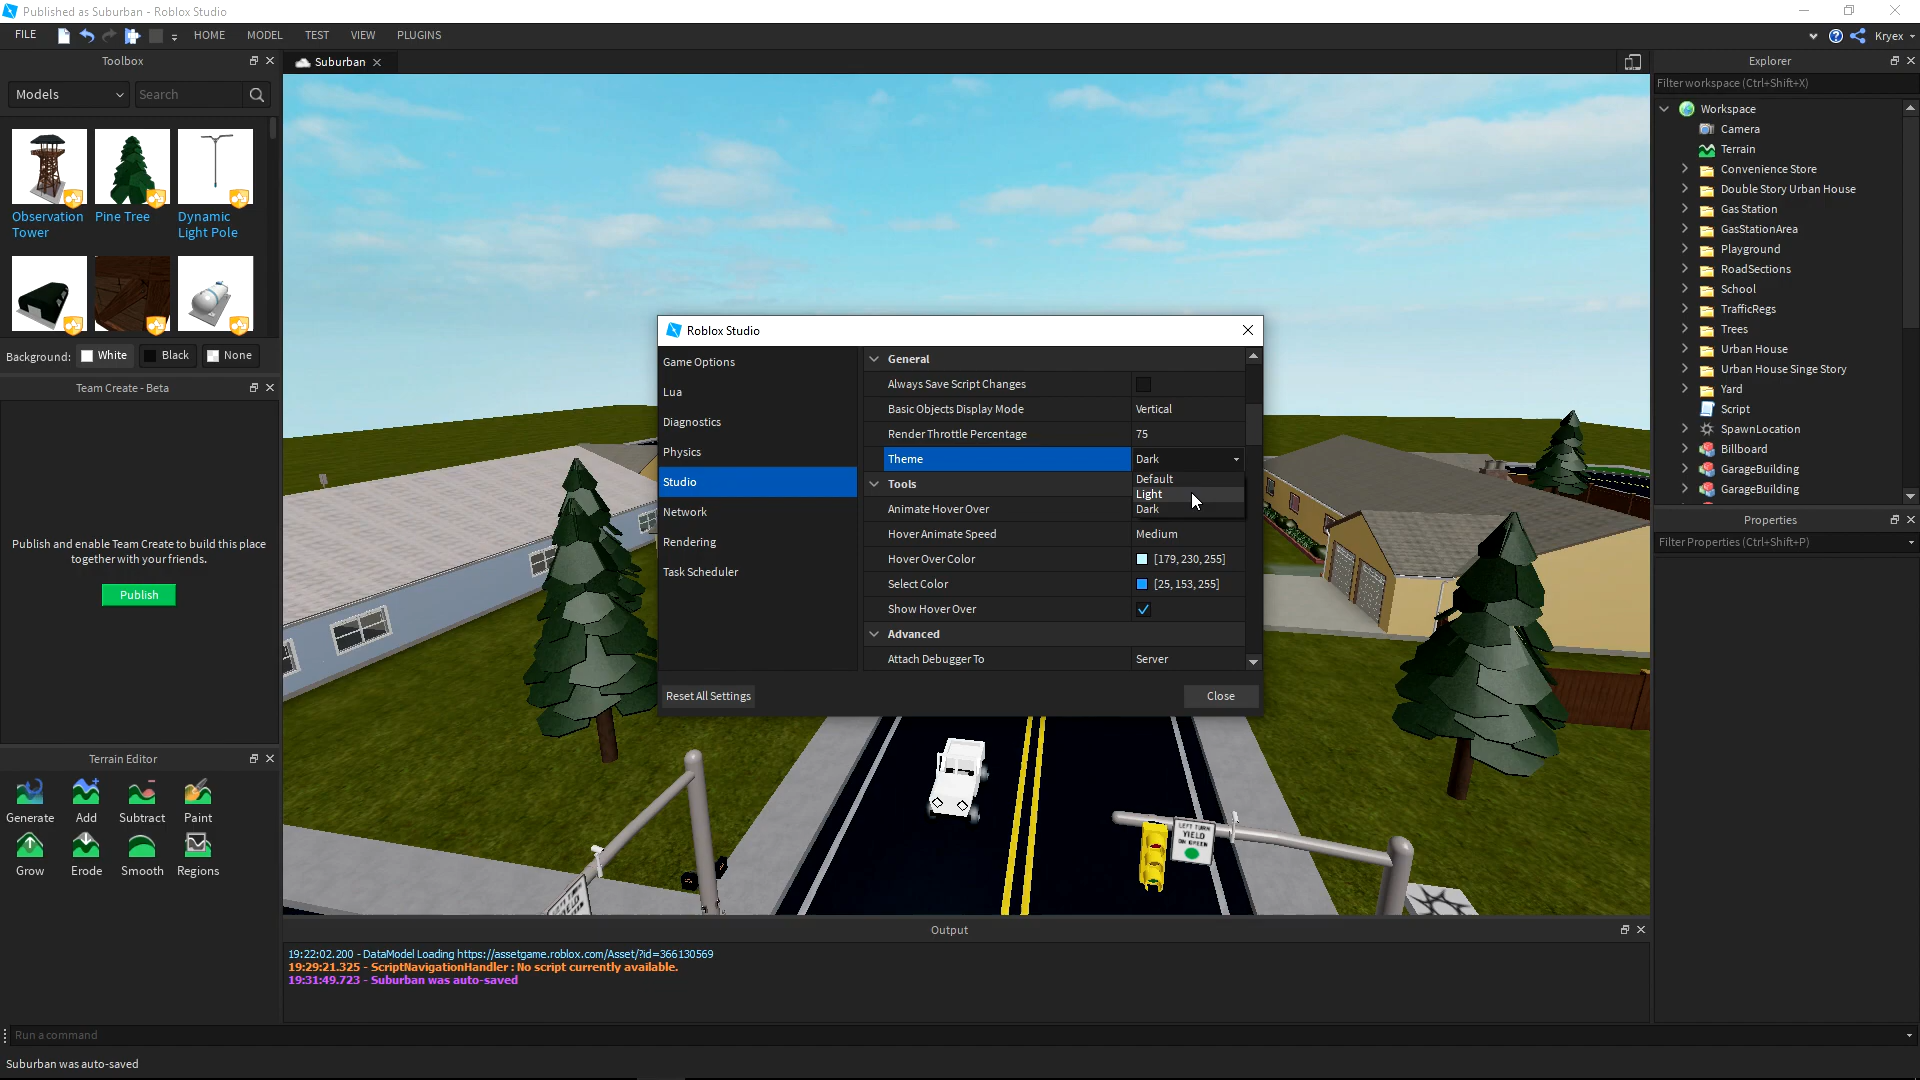 Published as Suburban - Roblox Studio
FILE HOME MODEL TEST VIEW PLUGINS Kryex
Toolbox
Models Search
Observation Tower
Pine Tree
Dynamic Light Pole
Background: White Black None
Team Create - Beta
Publish and enable Team Create to build this place
together with your friends.
Publish
Terrain Editor
Generate Add Subtract Paint
Grow Erode Smooth Regions
Suburban
Roblox Studio
Game Options
Lua
Diagnostics
Physics
Studio
Network
Rendering
Task Scheduler
General
Always Save Script Changes
Basic Objects Display Mode Vertical
Render Throttle Percentage 75
Theme Dark
Default
Light
Dark
Tools
Animate Hover Over
Hover Animate Speed Medium
Hover Over Color [179, 230, 255]
Select Color [25, 153, 255]
Show Hover Over
Advanced
Attach Debugger To Server
Reset All Settings Close
LEFT TURN
YIELD
ON GREEN
Output
19:22:02.200 - DataModel Loading https://assetgame.roblox.com/Asset/?id=366130569
19:29:21.325 - ScriptNavigationHandler : No script currently available.
19:31:49.723 - Suburban was auto-saved
Explorer
Filter workspace (Ctrl+Shift+X)
Workspace
Camera
Terrain
Convenience Store
Double Story Urban House
Gas Station
GasStationArea
Playground
RoadSections
School
TrafficRegs
Trees
Urban House
Urban House Singe Story
Yard
Script
SpawnLocation
Billboard
GarageBuilding
GarageBuilding
Properties
Filter Properties (Ctrl+Shift+P)
Run a command
Suburban was auto-saved